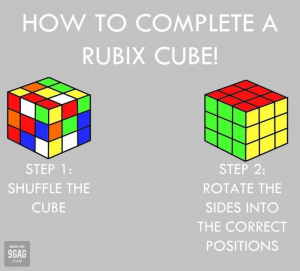 HOW TO COMPLETE A
RUBIX CUBE!
STEP 1:
SHUFFLE THE
CUBE
STEP 2:
ROTATE THE
SIDES INTO
THE CORRECT
POSITIONS
9GAG